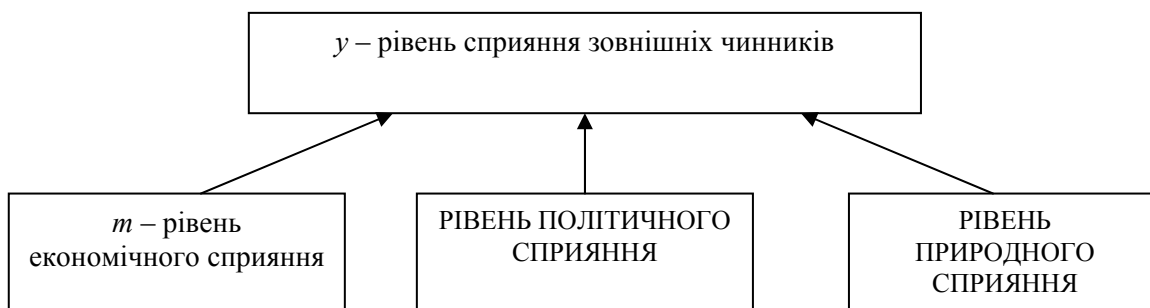 y – рівень сприяння зовнішніх чинників
m – рівень
економічного сприяння
РІВЕНЬ ПОЛІТИЧНОГО
СПРИЯННЯ
РІВЕНЬ
ПРИРОДНОГО
СПРИЯННЯ